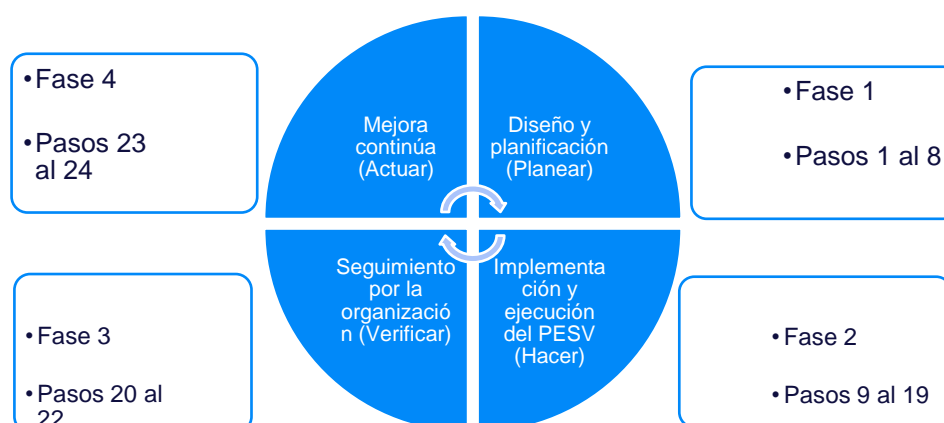 •Fase 4
•Pasos 23
al 24
Mejora
continúa
(Actuar)
Diseño y
planificación
(Planear)
•Fase 1
•Pasos 1 al 8
•Fase 3
•Pasos 20 al
22
Seguimiento
por la
organizació
n (Verificar)
Implementa
ción y
ejecución
del PESV
(Hacer)
•Fase 2
•Pasos 9 al 19